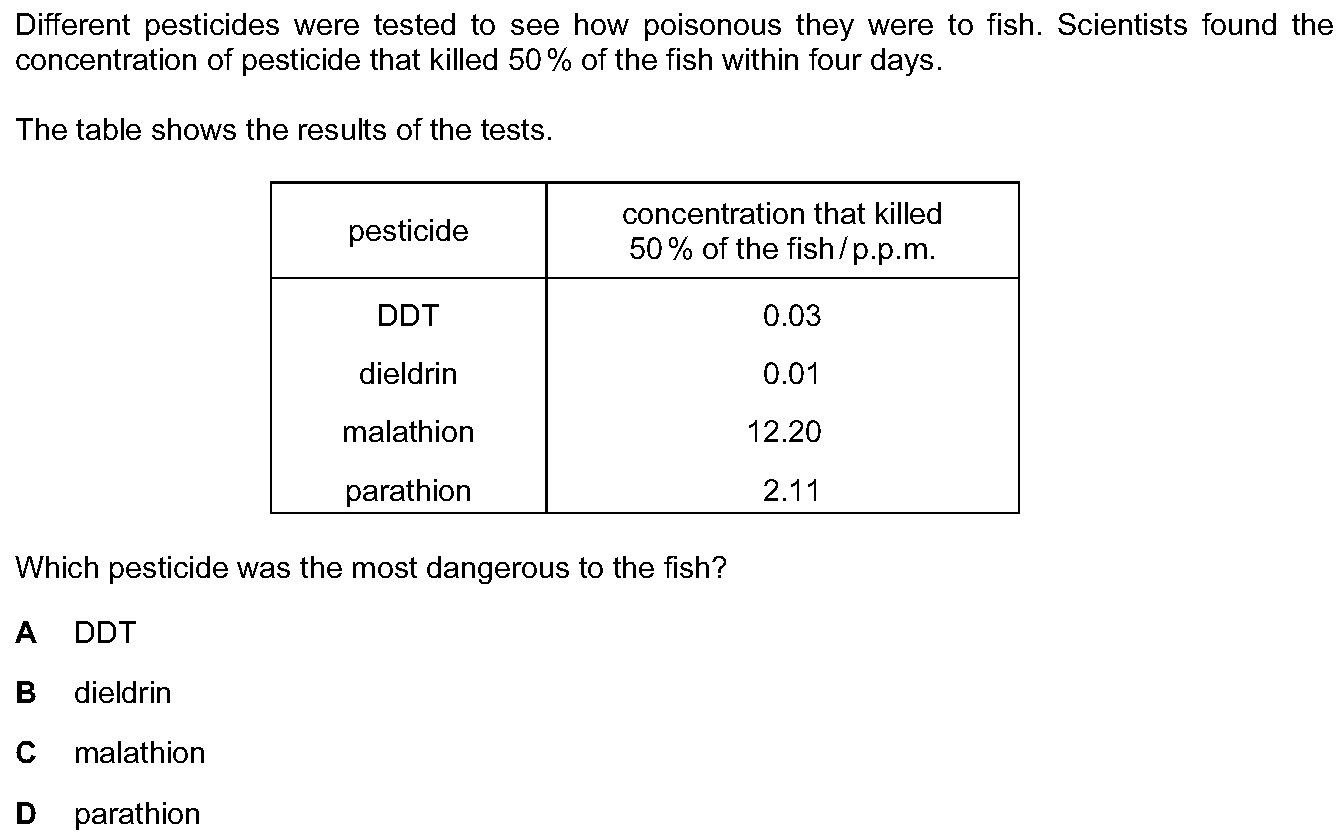 Different pesticides were tested to see how poisonous they were to fish. Scientists found the
concentration of pesticide that killed 50% of the fish within four days.
The table shows the results of the tests.
pesticide
concentration that killed
50% of the fish/p.p.m.
DDT 0.03
dieldrin 0.01
malathion 12.20
parathion 2.11
Which pesticide was the most dangerous to the fish?
A DDT
B dieldrin
C malathion
D parathion